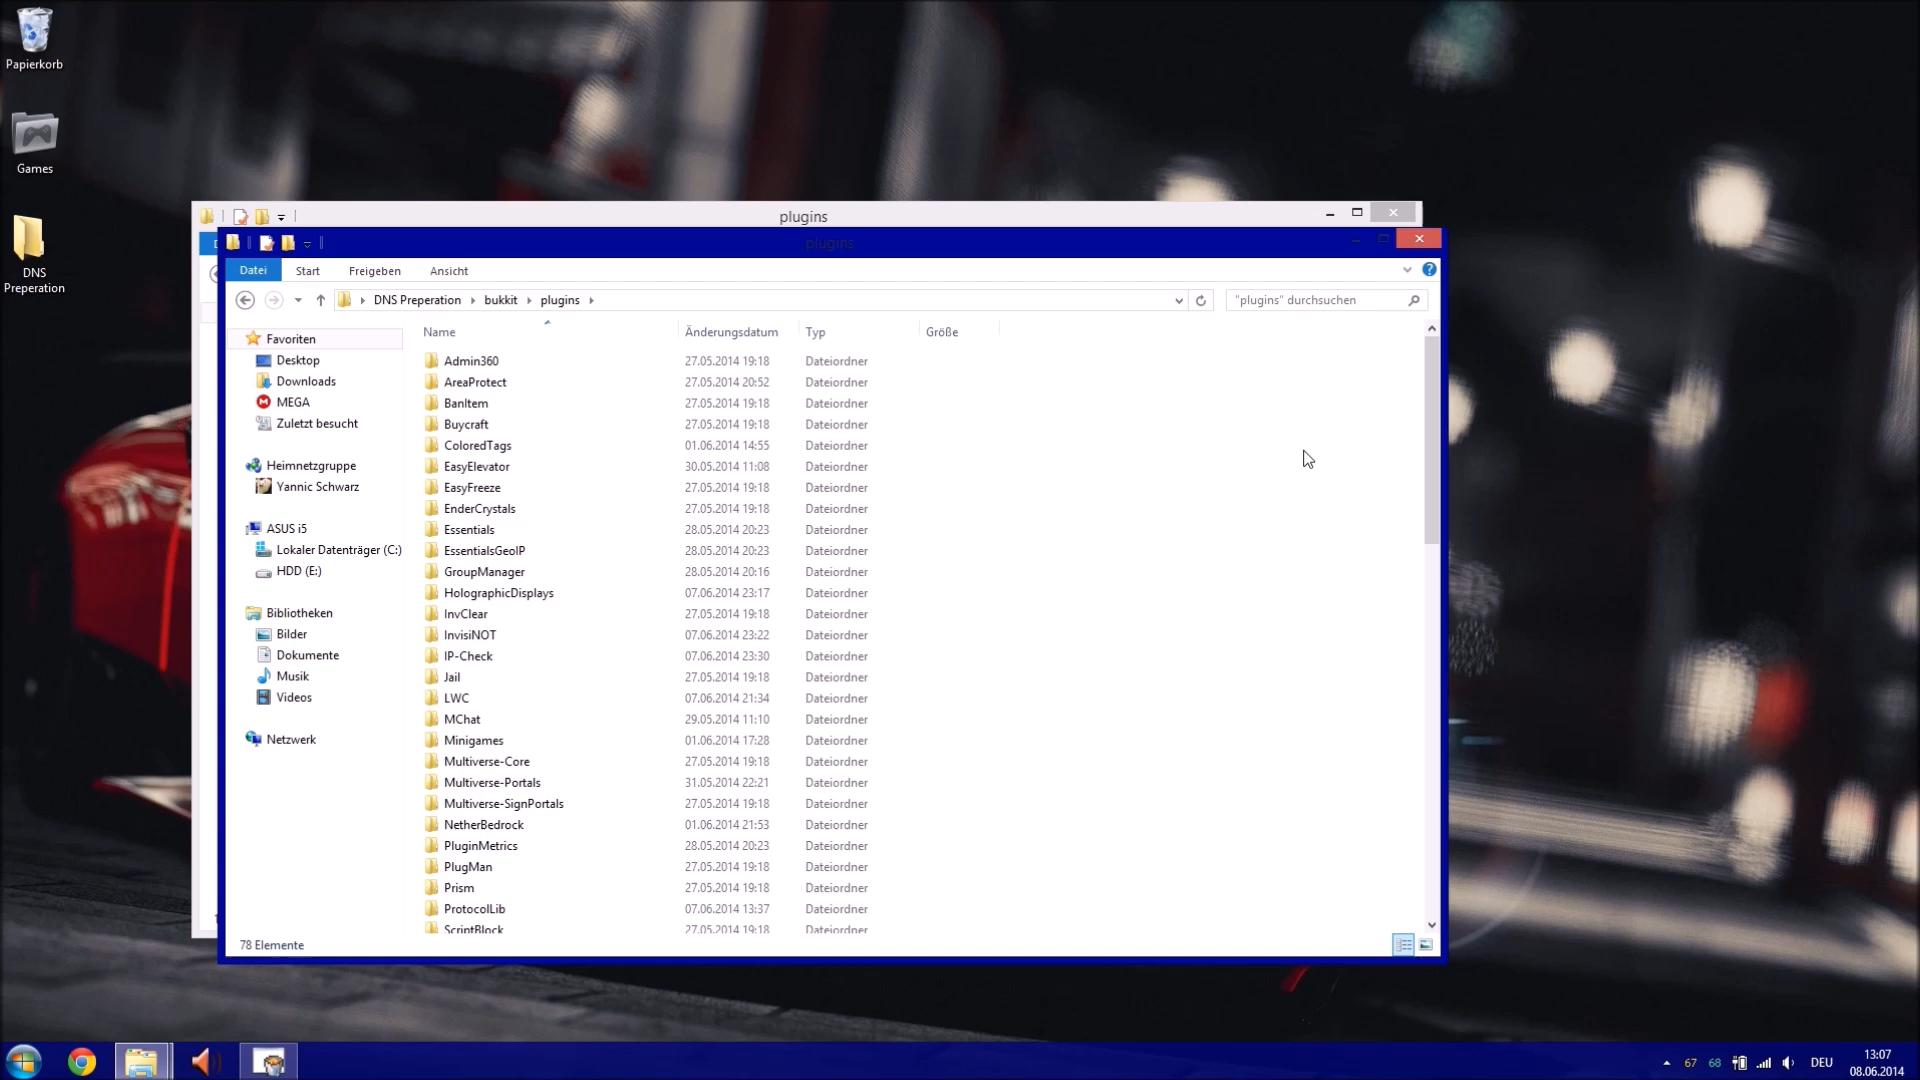 Papierkorb
Games
DNS
Preperation
plugins
plugins
Datei Start Freigeben Ansicht
DNS Preperation bukkit plugins "plugins" durchsuchen
Name Änderungsdatum Typ Größe
Favoriten
Desktop
Downloads
MEGA
Zuletzt besucht
Heimnetzgruppe
Yannic Schwarz
ASUS i5
Lokaler Datenträger (C:)
HDD (E:)
Bibliotheken
Bilder
Dokumente
Musik
Videos
Netzwerk
Admin360 27.05.2014 19:18 Dateiordner
AreaProtect 27.05.2014 20:52 Dateiordner
BanItem 27.05.2014 19:18 Dateiordner
Buycraft 27.05.2014 19:18 Dateiordner
ColoredTags 01.06.2014 14:55 Dateiordner
EasyElevator 30.05.2014 11:08 Dateiordner
EasyFreeze 27.05.2014 19:18 Dateiordner
EnderCrystals 27.05.2014 19:18 Dateiordner
Essentials 28.05.2014 20:23 Dateiordner
EssentialsGeoIP 28.05.2014 20:23 Dateiordner
GroupManager 28.05.2014 20:16 Dateiordner
HolographicDisplays 07.06.2014 23:17 Dateiordner
InvClear 27.05.2014 19:18 Dateiordner
InvisiNOT 07.06.2014 23:22 Dateiordner
IP-Check 07.06.2014 23:30 Dateiordner
Jail 27.05.2014 19:18 Dateiordner
LWC 07.06.2014 21:34 Dateiordner
MChat 29.05.2014 11:10 Dateiordner
Minigames 01.06.2014 17:28 Dateiordner
Multiverse-Core 27.05.2014 19:18 Dateiordner
Multiverse-Portals 31.05.2014 22:21 Dateiordner
Multiverse-SignPortals 27.05.2014 19:18 Dateiordner
NetherBedrock 01.06.2014 21:53 Dateiordner
PluginMetrics 28.05.2014 20:23 Dateiordner
PlugMan 27.05.2014 19:18 Dateiordner
Prism 27.05.2014 19:18 Dateiordner
ProtocolLib 07.06.2014 13:37 Dateiordner
ScriptBlock 27.05.2014 19:18 Dateiordner
78 Elemente
67 68 DEU 13:07
08.06.2014